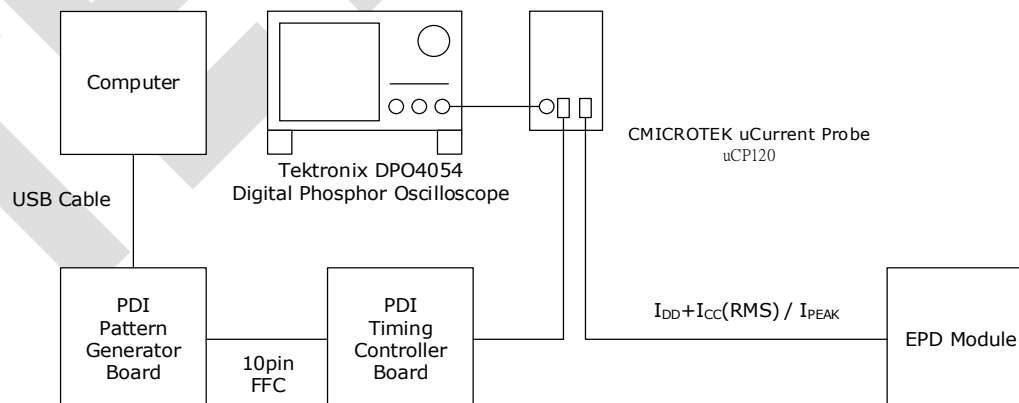 Computer
Tektronix DPO4054
Digital Phosphor Oscilloscope
CMICROTEK uCurrent Probe
uCP120
USB Cable
PDI
Pattern
Generator
Board
10pin
FFC
PDI
Timing
Controller
Board
IDD+ICC(RMS) / IPEAK
EPD Module